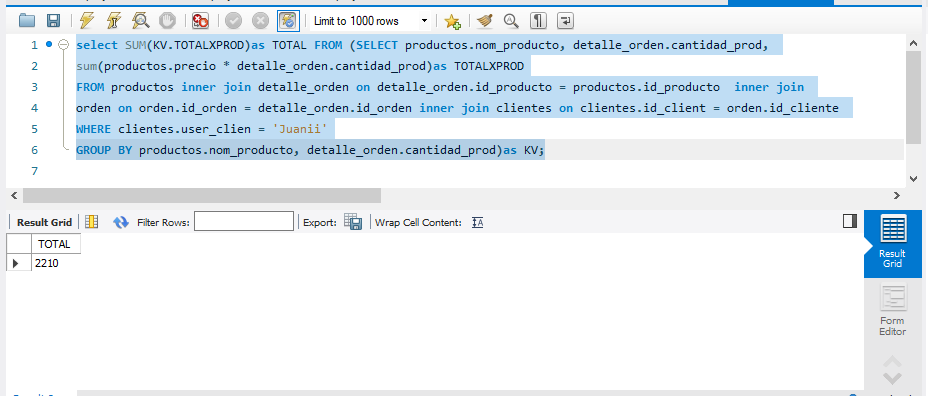 Limit to 1000 rows
1 select SUM(KV.TOTALXPROD)as TOTAL FROM (SELECT productos.nom_producto, detalle_orden.cantidad_prod,
2 sum(productos.precio * detalle_orden.cantidad_prod)as TOTALXPROD
3 FROM productos inner join detalle_orden on detalle_orden.id_producto = productos.id_producto  inner join
4 orden on orden.id_orden = detalle_orden.id_orden inner join clientes on clientes.id_client = orden.id_cliente
5 WHERE clientes.user_clien = 'Juanii'
6 GROUP BY productos.nom_producto, detalle_orden.cantidad_prod)as KV;
7
Result Grid Filter Rows: Export: Wrap Cell Content:
TOTAL
2210
Result
Grid
Form
Editor